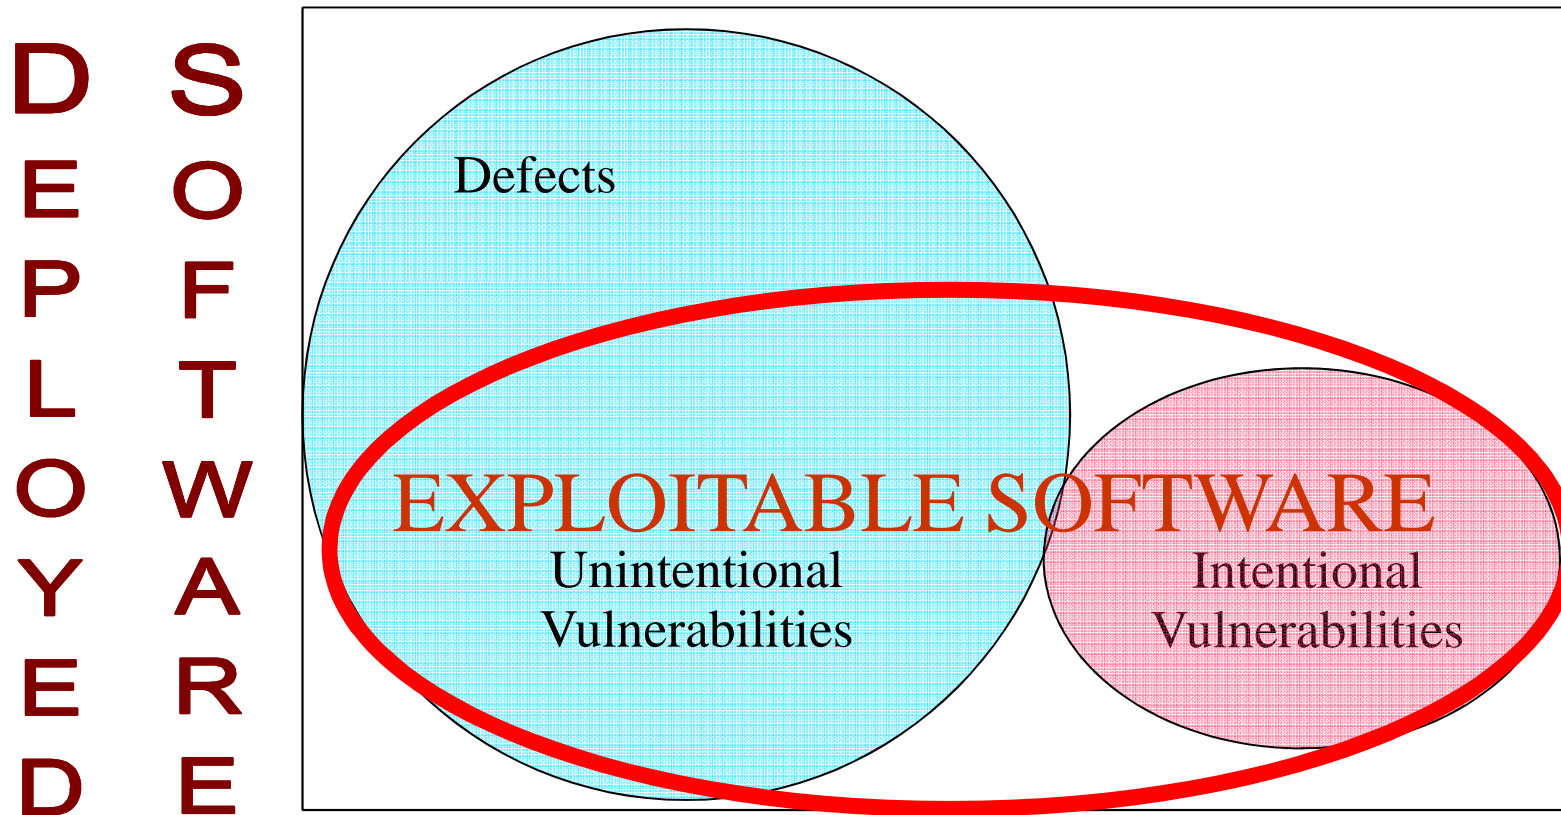 DEPLOYED
SOFTWARE
Defects
EXPLOITABLE SOFTWARE
Unintentional
Vulnerabilities
Intentional
Vulnerabilities